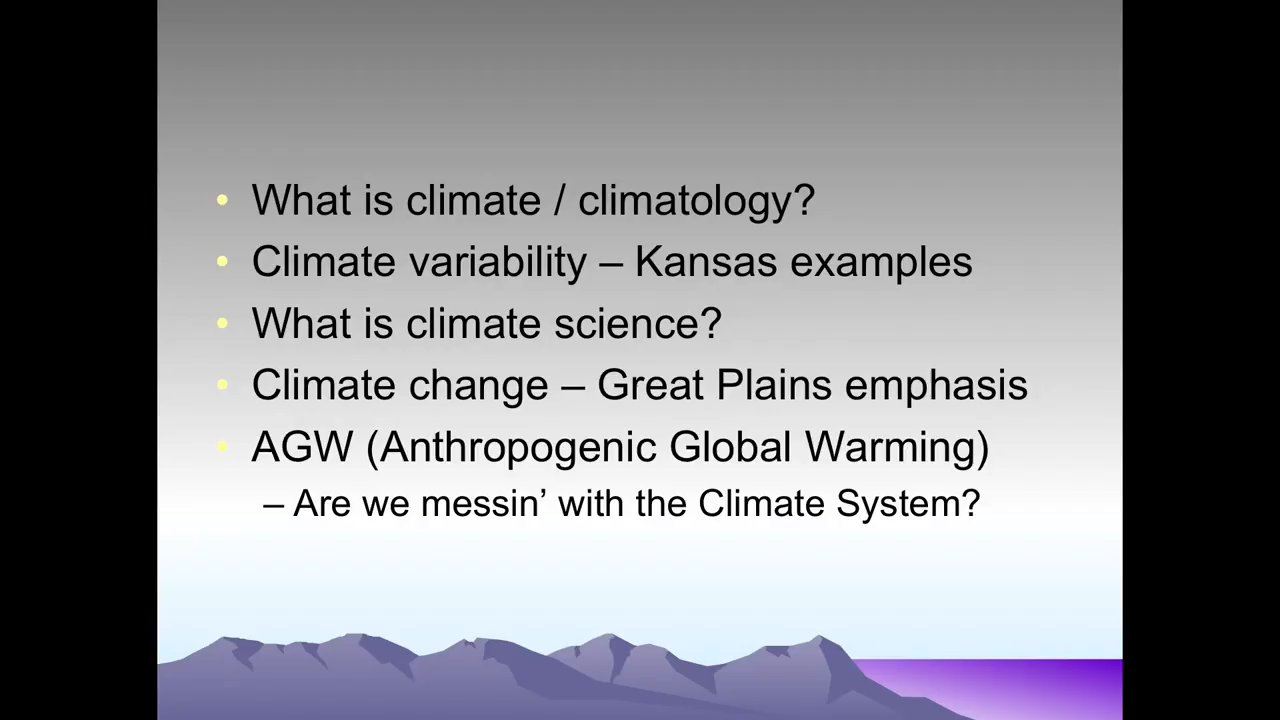 • What is climate / climatology?
• Climate variability – Kansas examples
• What is climate science?
• Climate change – Great Plains emphasis
• AGW (Anthropogenic Global Warming)
– Are we messin’ with the Climate System?